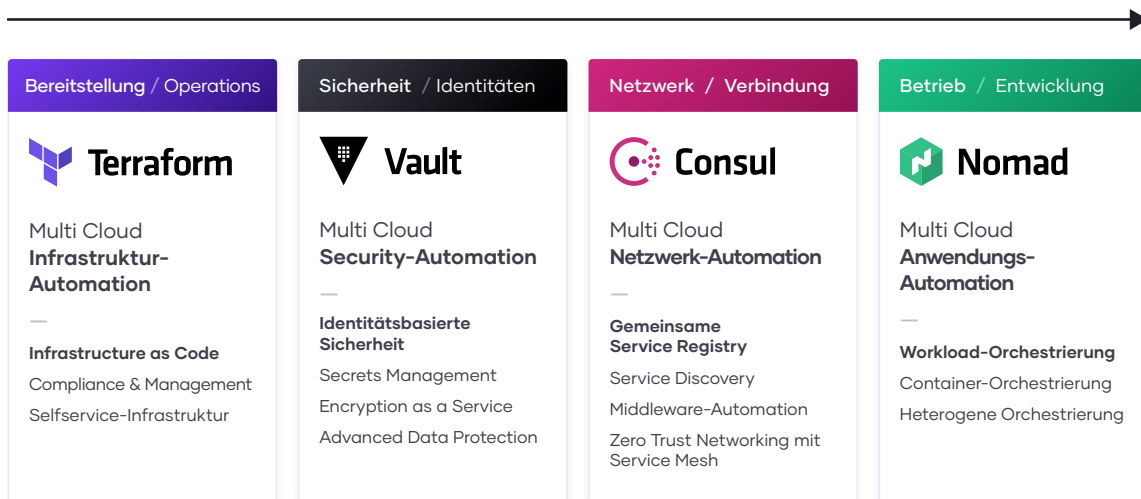 Bereitstellung / Operations
Terraform
Multi Cloud
Infrastruktur-
Automation
—
Infrastructure as Code
Compliance & Management
Selfservice-Infrastruktur
Sicherheit / Identitäten
Vault
Multi Cloud
Security-Automation
—
Identitätsbasierte
Sicherheit
Secrets Management
Encryption as a Service
Advanced Data Protection
Netzwerk / Verbindung
Consul
Multi Cloud
Netzwerk-Automation
—
Gemeinsame
Service Registry
Service Discovery
Middleware-Automation
Zero Trust Networking mit
Service Mesh
Betrieb / Entwicklung
Nomad
Multi Cloud
Anwendungs-
Automation
—
Workload-Orchestrierung
Container-Orchestrierung
Heterogene Orchestrierung